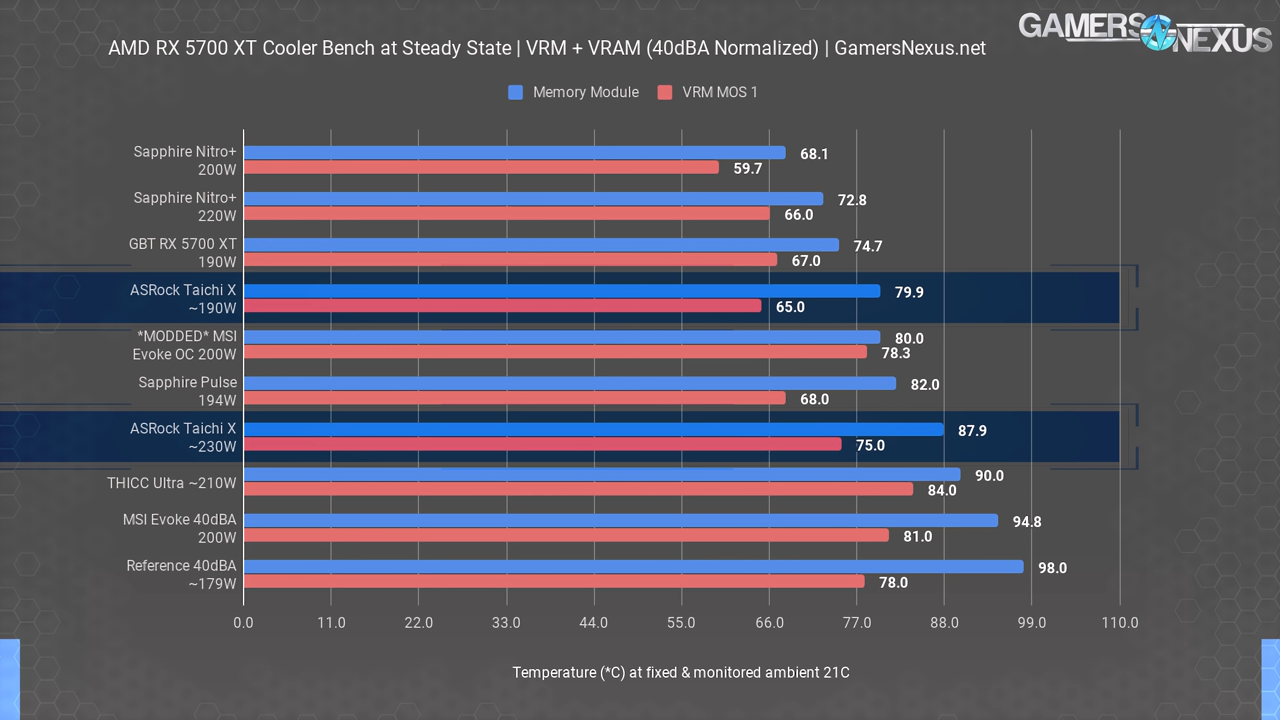 GAMERS NEXUS
AMD RX 5700 XT Cooler Bench at Steady State | VRM + VRAM (40dBA Normalized) | GamersNexus.net
Memory Module VRM MOS 1
Sapphire Nitro+
200W
68.1
59.7
Sapphire Nitro+
220W
72.8
66.0
GBT RX 5700 XT
190W
74.7
67.0
ASRock Taichi X
~190W
79.9
65.0
*MODDED* MSI
Evoke OC 200W
80.0
78.3
Sapphire Pulse
194W
82.0
68.0
ASRock Taichi X
~230W
87.9
75.0
THICC Ultra ~210W
90.0
84.0
MSI Evoke 40dBA
200W
94.8
81.0
Reference 40dBA
~179W
98.0
78.0
0.0 11.0 22.0 33.0 44.0 55.0 66.0 77.0 88.0 99.0 110.0
Temperature (*C) at fixed & monitored ambient 21C